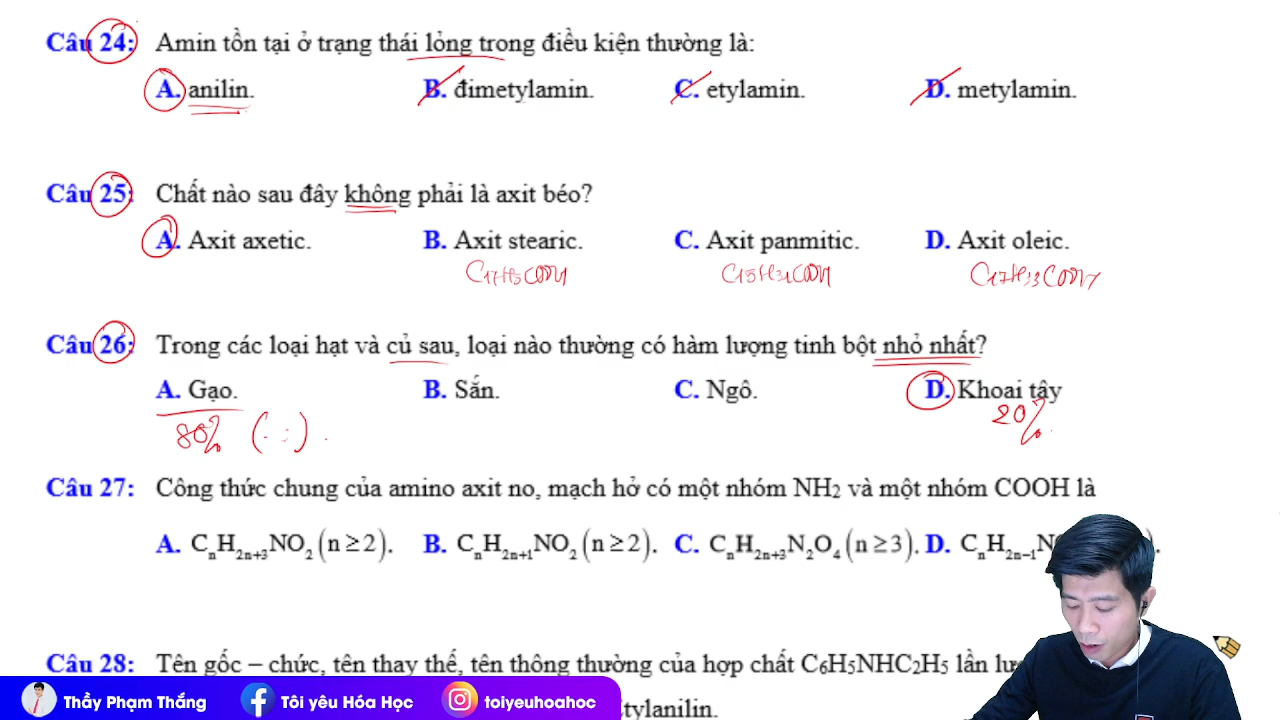 Câu 24: Amin tồn tại ở trạng thái lỏng trong điều kiện thường là:
A. anilin. B. đimetylamin. C. etylamin. D. metylamin.
Câu 25: Chất nào sau đây không phải là axit béo?
A. Axit axetic. B. Axit stearic. C. Axit panmitic. D. Axit oleic.
C15H31COOH C17H33COOH
Câu 26: Trong các loại hạt và củ sau, loại nào thường có hàm lượng tinh bột nhỏ nhất?
A. Gạo. B. Sắn. C. Ngô. D. Khoai tây
80% 20%
Câu 27: Công thức chung của amino axit no, mạch hở có một nhóm NH2 và một nhóm COOH là
A. CnH2n+3NO2 (n ≥ 2). B. CnH2n+1NO2 (n ≥ 2). C. CnH2n+3N2O4 (n ≥ 3). D. CnH2n–1N
Câu 28: Tên gốc – chức, tên thay thế, tên thông thường của hợp chất C6H5NHC2H5 lần
tylanilin.
Thầy Phạm Thắng Tôi yêu Hóa Học toiyeuhoahoc